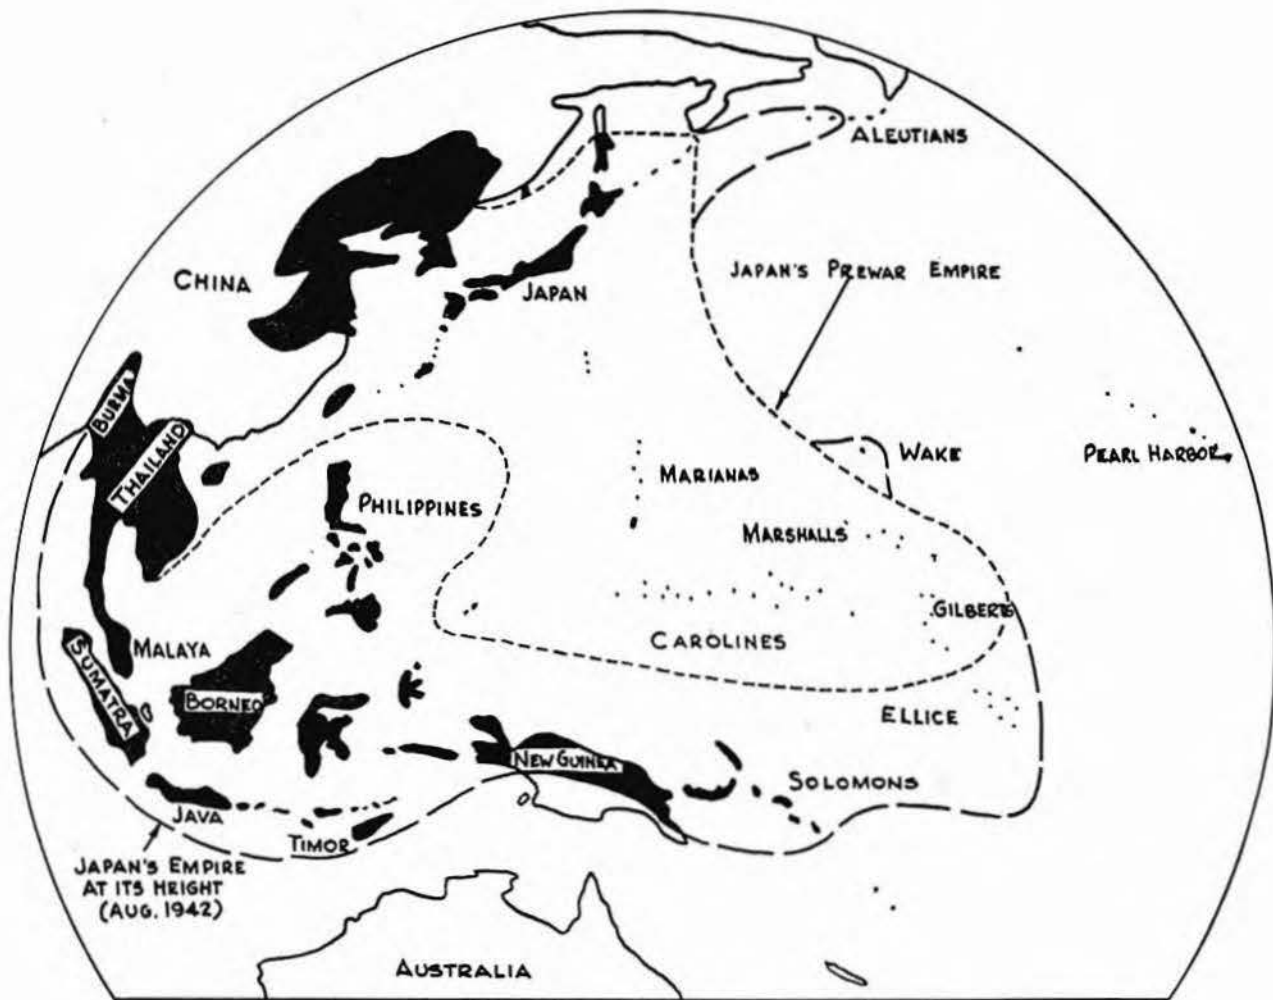 ALEUTIANS
JAPAN'S PREWAR EMPIRE
CHINA
JAPAN
BURMA
THAILAND
WAKE
PEARL HARBOR
MARIANAS
PHILIPPINES
MARSHALLS
GILBERTS
CAROLINES
MALAYA
SUMATRA
BORNEO
ELLICE
NEW GUINEA
SOLOMONS
JAVA
TIMOR
JAPAN'S EMPIRE
AT ITS HEIGHT
(AUG. 1942)
AUSTRALIA